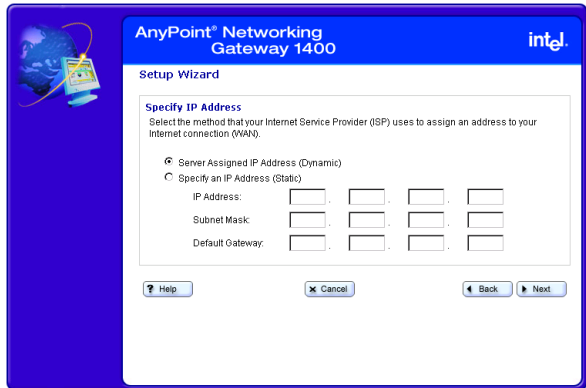 AnyPoint® Networking
Gateway 1400
intel.
Setup Wizard
Specify IP Address
Select the method that your Internet Service Provider (ISP) uses to assign an address to your
Internet connection (WAN).
Server Assigned IP Address (Dynamic)
Specify an IP Address (Static)
IP Address: . . .
Subnet Mask: . . .
Default Gateway: . . .
? Help
Cancel
Back
Next